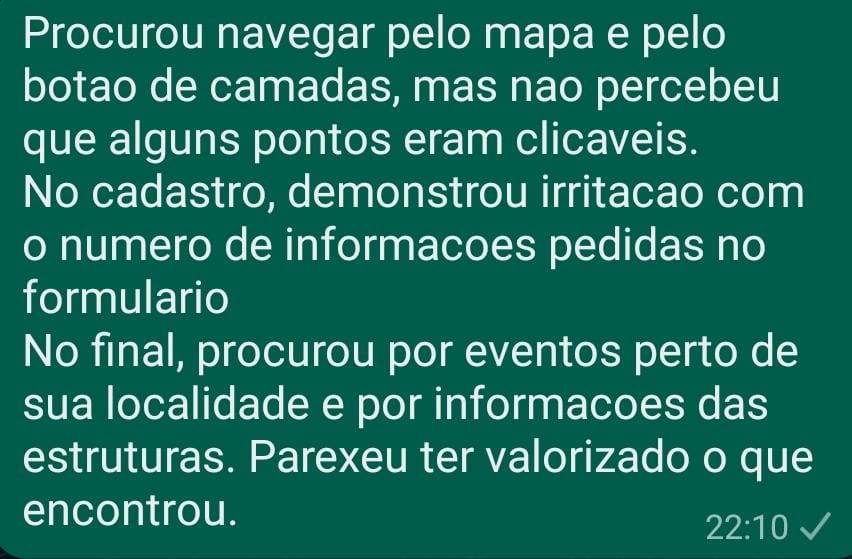 Procurou navegar pelo mapa e pelo
botao de camadas, mas nao percebeu
que alguns pontos eram clicaveis.
No cadastro, demonstrou irritacao com
o numero de informacoes pedidas no
formulario
No final, procurou por eventos perto de
sua localidade e por informacoes das
estruturas. Parexeu ter valorizado o que
encontrou.
22:10